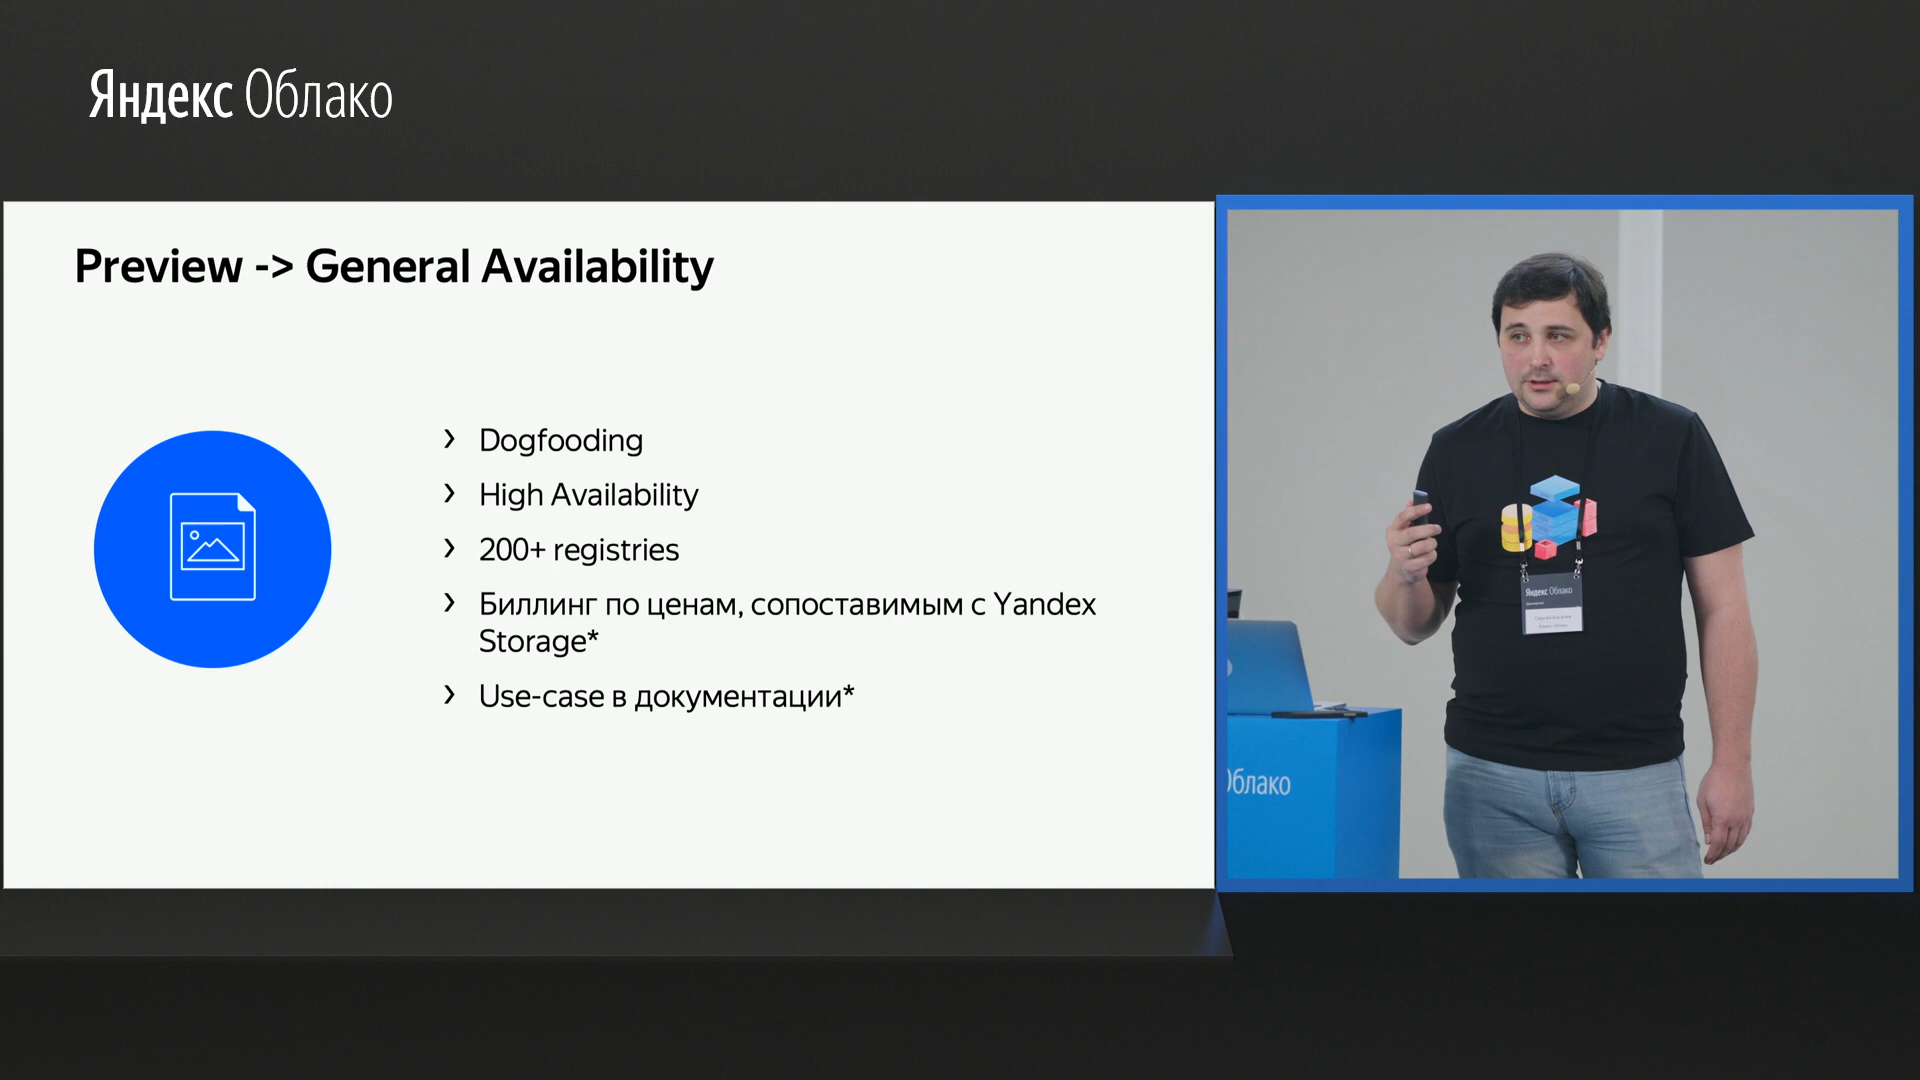 Яндекс Облако
Preview -> General Availability
Dogfooding
High Availability
200+ registries
Биллинг по ценам, сопоставимым с Yandex
Storage*
Use-case в документации*
Яндекс Облако
Облако